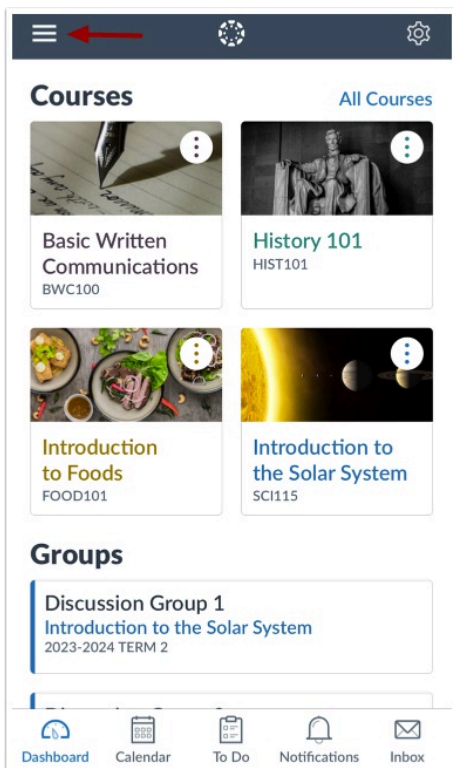 Courses
All Courses
Basic Written
Communications
BWC100
History 101
HIST101
Introduction
to Foods
FOOD101
Introduction to
the Solar System
SCI115
Groups
Discussion Group 1
Introduction to the Solar System
2023-2024 TERM 2
Dashboard
Calendar
To Do
Notifications
Inbox